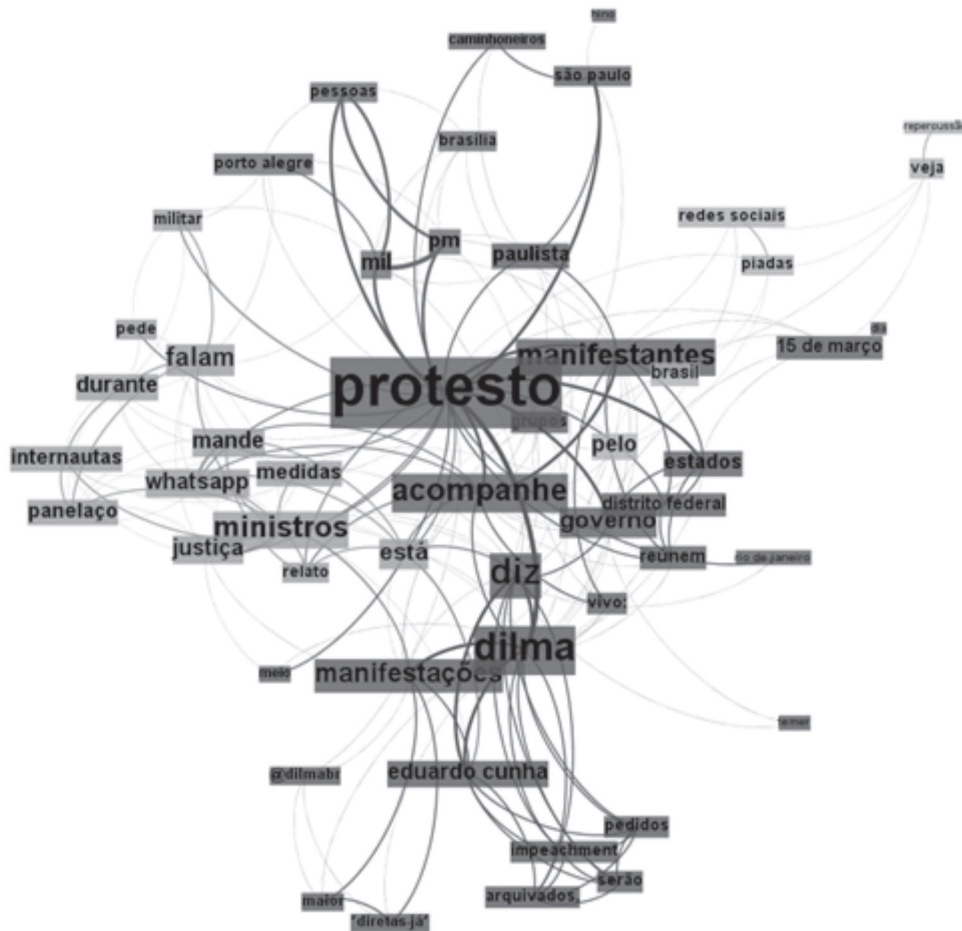 hino
caminhoneiros
são paulo
pessoas
repercussão
brasília
porto alegre
veja
redes sociais
militar
pm
paulista
mil
piadas
pede
dia
15 de março
falam
manifestantes
brasil
durante
protesto
grupos
mande
pelo
internautas
estados
medidas
whatsapp
acompanhe
panelaço
distrito federal
governo
ministros
justiça
está
reúnem
rio de janeiro
relato
diz
vivo:
dilma
meio
manifestações
temer
@dilmabr
eduardo cunha
pedidos
impeachment
serão
arquivados,
maior
"diretas-já"